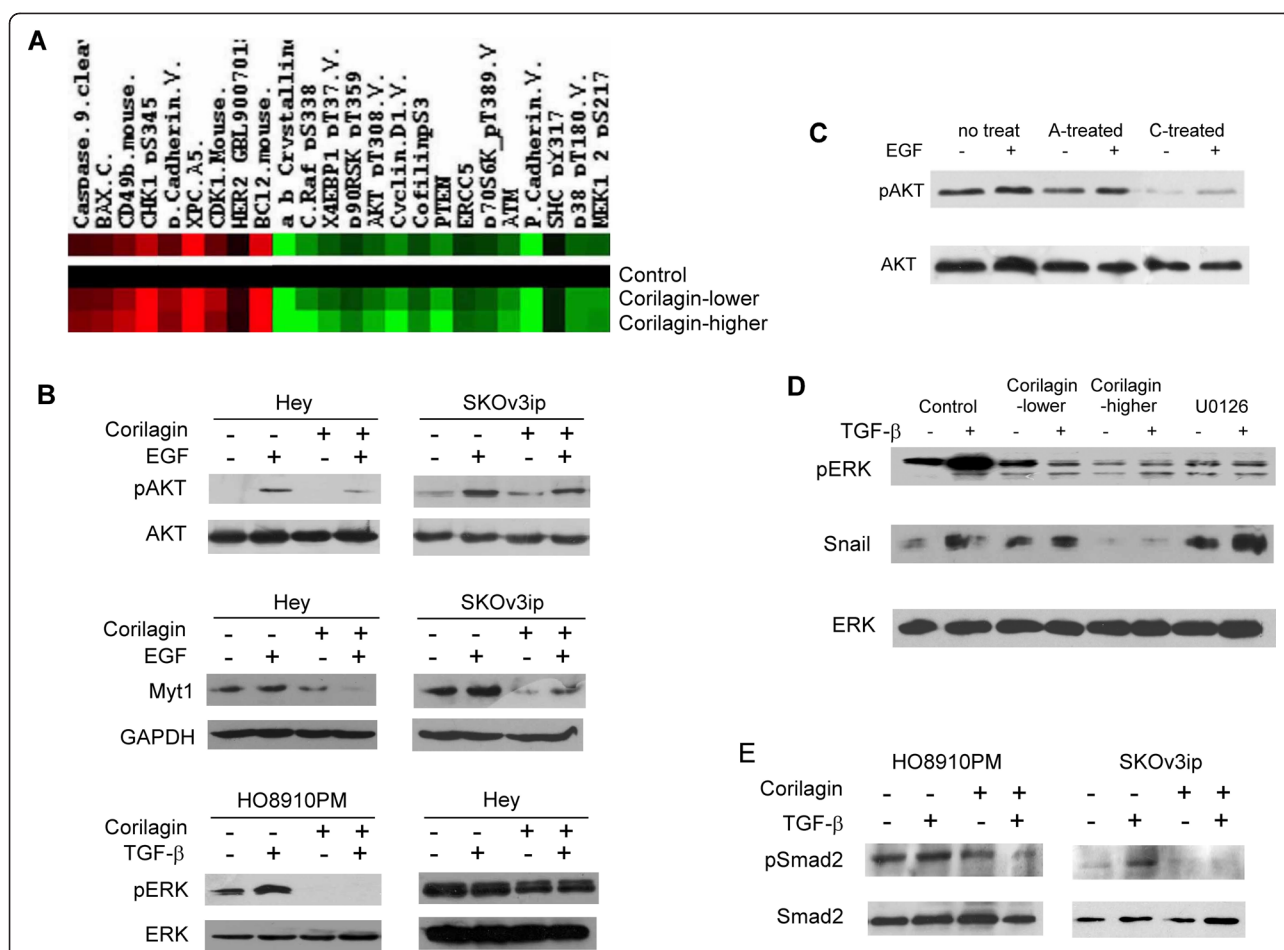 A
Caspase.9.clea
BAX.C.
CD49b.mouse.
CHK1 pS345
p.Cadherin.V.
XPC.A5.
CDK1.Mouse.
HER2 GBL900701
BCl2.mouse.
a b Crystallin
C.Raf pS338
X4EBP1 pT37.V.
p90RSK pT359
AKT pT308.V.
Cyclin.D1.V.
CofilinpS3
PTEN
ERCC5
p70S6K_pT389.V
ATM
P.Cadherin.V.
SHC pY317
p38 pT180.V.
MEK1 2 pS217
Control
Corilagin-lower
Corilagin-higher
B
Hey SKOv3ip
Corilagin - - + + - - + +
EGF - + - + - + - +
pAKT
AKT
Hey SKOv3ip
Corilagin - - + + - - + +
EGF - + - + - + - +
Myt1
GAPDH
HO8910PM Hey
Corilagin - - + + - - + +
TGF-β - + - + - + - +
pERK
ERK
C
no treat A-treated C-treated
EGF - + - + - +
pAKT
AKT
D
Control Corilagin -lower Corilagin -higher U0126
TGF-β - + - + - + - +
pERK
Snail
ERK
E
HO8910PM SKOv3ip
Corilagin - - + + - - + +
TGF-β - + - + - + - +
pSmad2
Smad2